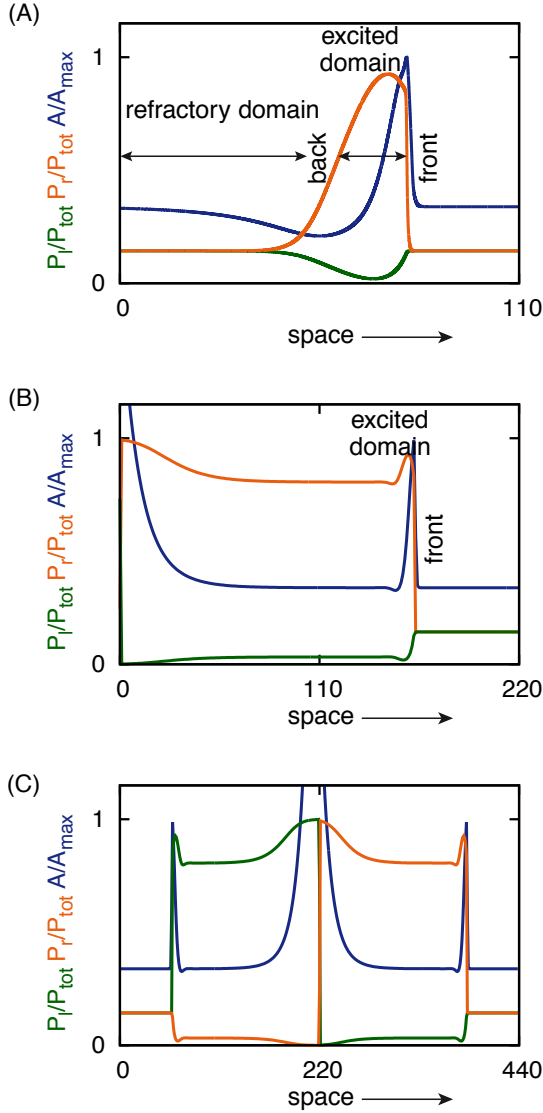 (A)
P_l/P_tot P_r/P_tot A/A_max
1
0
excited
domain
refractory domain
back
front
0
110
space
(B)
P_l/P_tot P_r/P_tot A/A_max
1
0
excited
domain
front
0
110
220
space
(C)
P_l/P_tot P_r/P_tot A/A_max
1
0
0
220
440
space